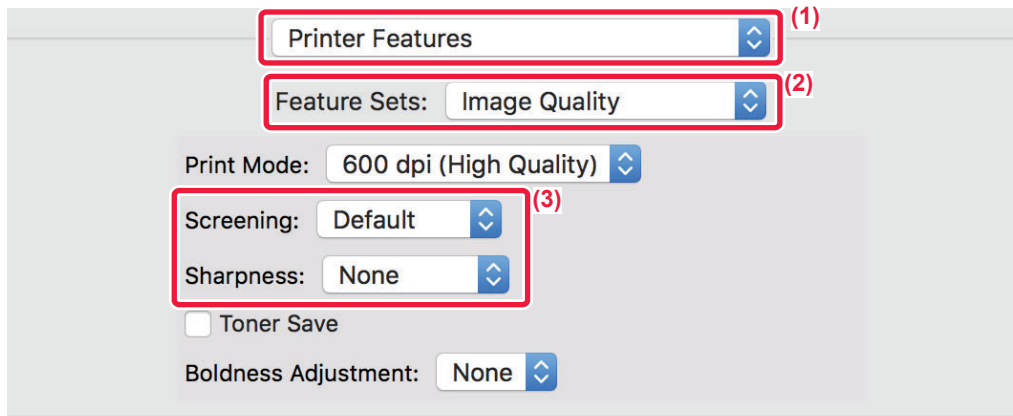 Printer Features (1)
Feature Sets: Image Quality (2)
Print Mode: 600 dpi (High Quality)
(3)
Screening: Default
Sharpness: None
Toner Save
Boldness Adjustment: None